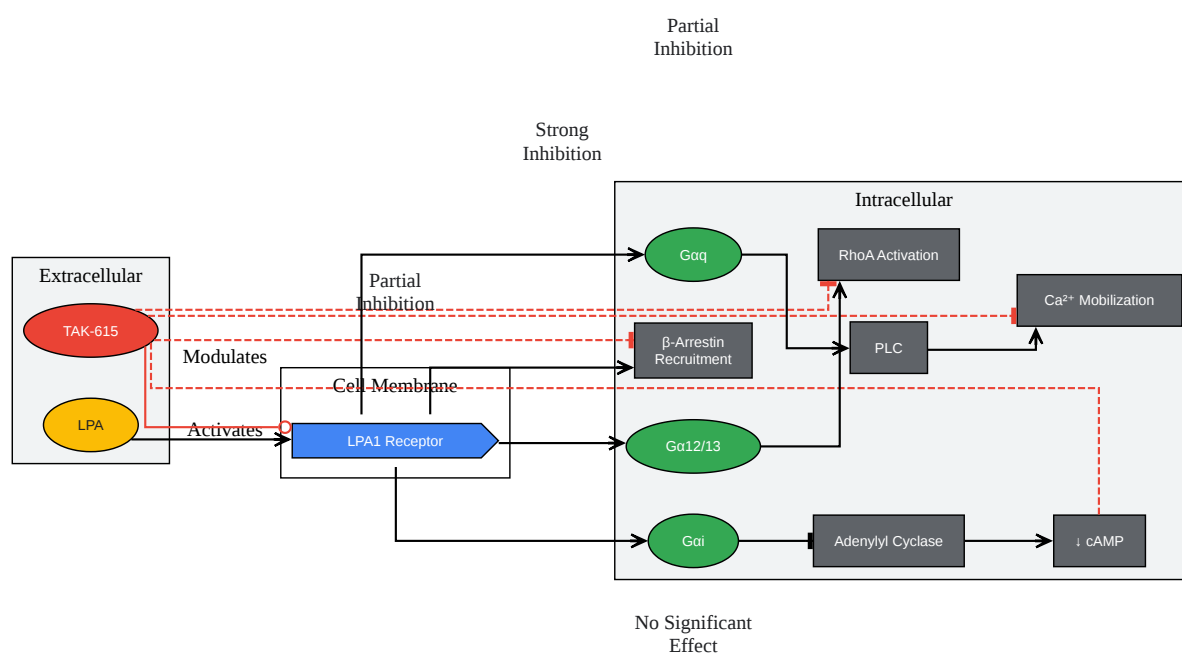 Partial
Inhibition
Strong
Inhibition
Intracellular
Extracellular
Gαq
RhoA Activation
Partial
Inhibition
Ca²⁺ Mobilization
TAK-615
β-Arrestin
Recruitment
PLC
Modulates
Cell Membrane
LPA
Activates
LPA1 Receptor
Gα12/13
Gαi
Adenylyl Cyclase
↓ cAMP
No Significant
Effect